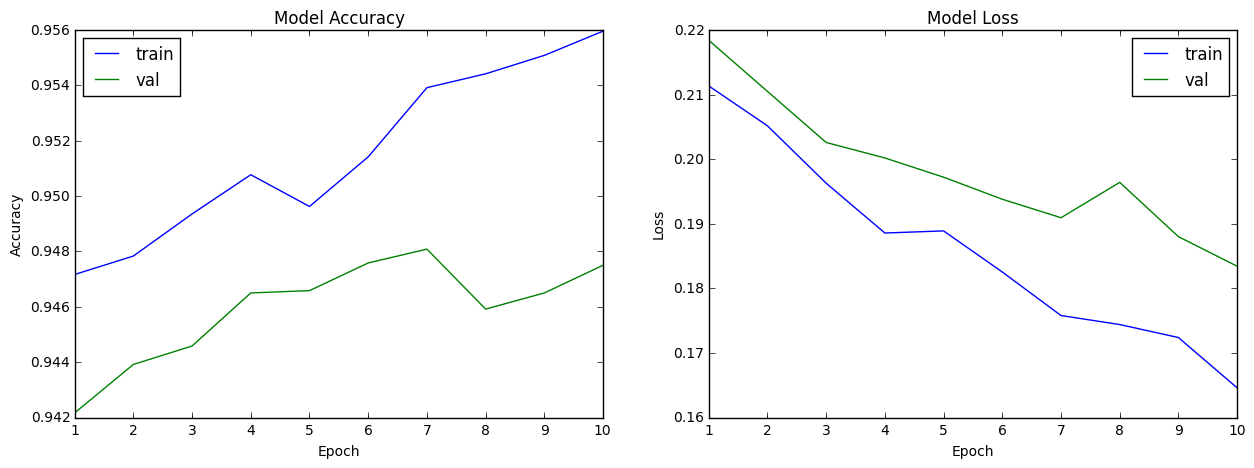 Model Accuracy
0.956
0.954
0.952
0.950
0.948
0.946
0.944
0.942
Accuracy
train
val
1 2 3 4 5 6 7 8 9 10
Epoch
Model Loss
0.22
0.21
0.20
0.19
0.18
0.17
0.16
Loss
train
val
1 2 3 4 5 6 7 8 9 10
Epoch